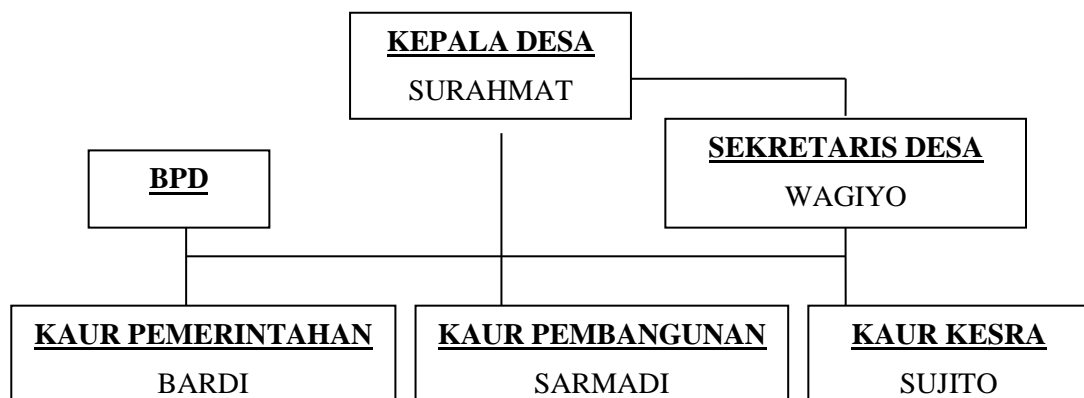 KEPALA DESA
SURAHMAT
SEKRETARIS DESA
WAGIYO
BPD
KAUR PEMERINTAHAN
BARDI
KAUR PEMBANGUNAN
SARMADI
KAUR KESRA
SUJITO